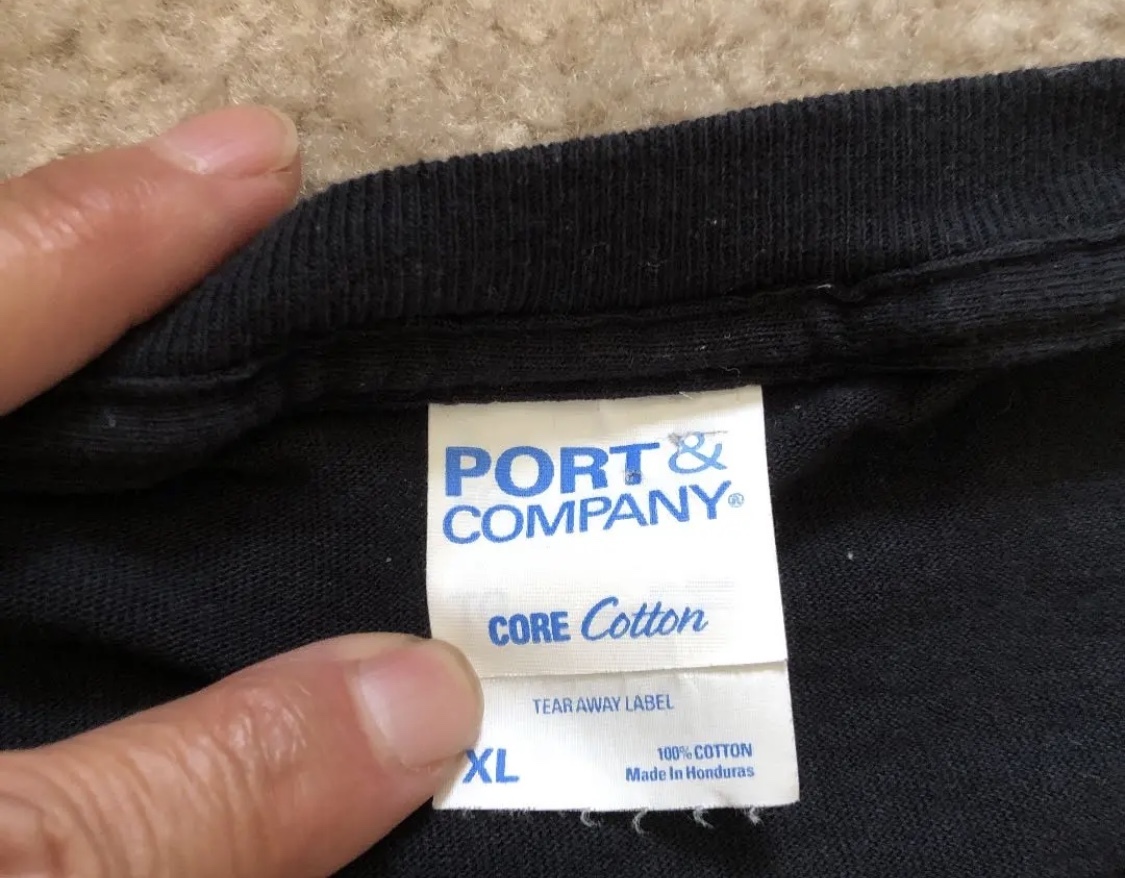 PORT &
COMPANY®
CORE Cotton
TEAR AWAY LABEL
XL
100% COTTON
Made In Honduras